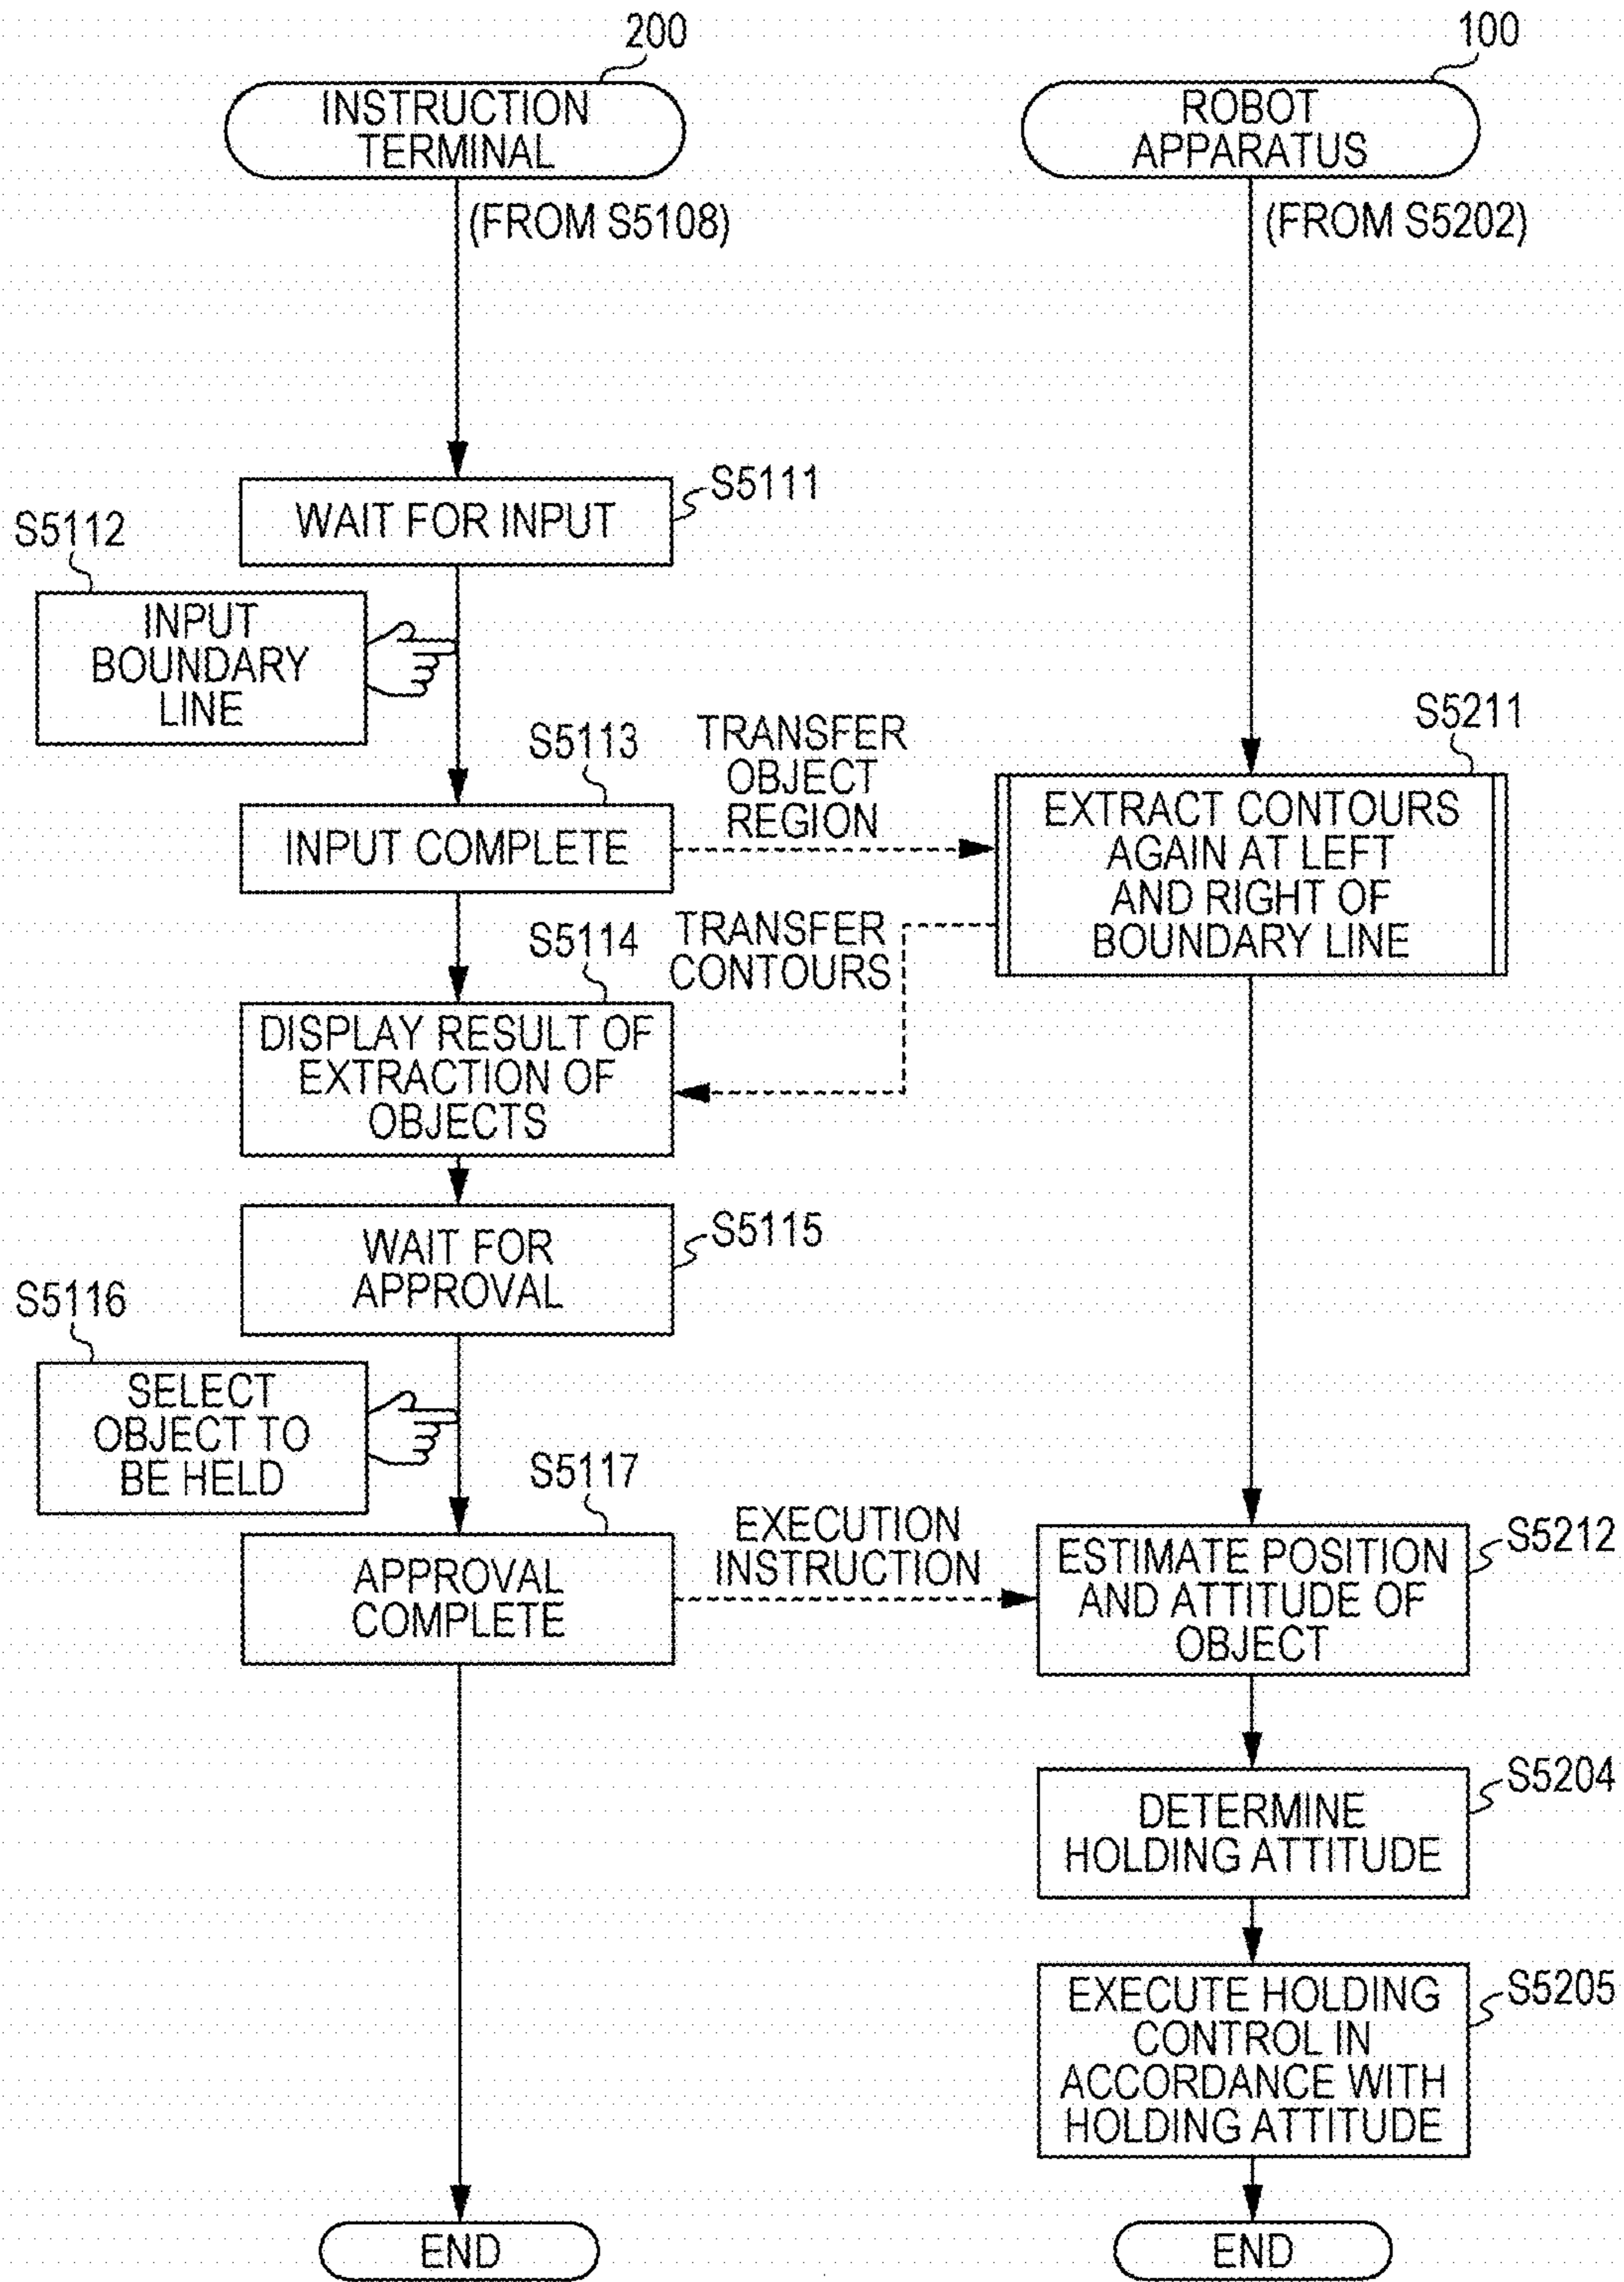 200
INSTRUCTION
TERMINAL
(FROM S5108)
100
ROBOT
APPARATUS
(FROM S5202)
S5111
WAIT FOR INPUT
S5112
INPUT
BOUNDARY
LINE
S5113
INPUT COMPLETE
TRANSFER
OBJECT
REGION
S5211
EXTRACT CONTOURS
AGAIN AT LEFT
AND RIGHT OF
BOUNDARY LINE
TRANSFER
CONTOURS
S5114
DISPLAY RESULT OF
EXTRACTION OF
OBJECTS
S5115
WAIT FOR
APPROVAL
S5116
SELECT
OBJECT TO
BE HELD
S5117
APPROVAL
COMPLETE
EXECUTION
INSTRUCTION
S5212
ESTIMATE POSITION
AND ATTITUDE OF
OBJECT
S5204
DETERMINE
HOLDING ATTITUDE
S5205
EXECUTE HOLDING
CONTROL IN
ACCORDANCE WITH
HOLDING ATTITUDE
END
END